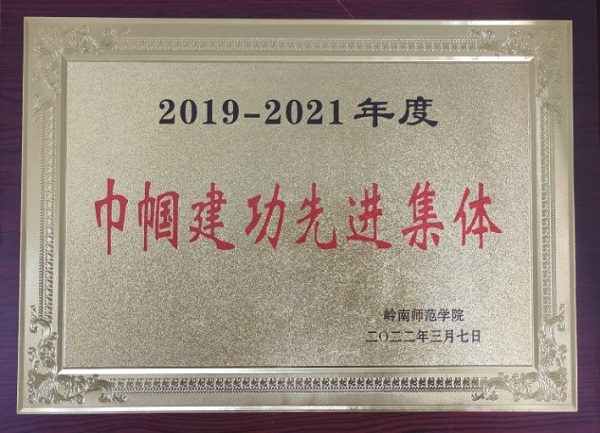 2019-2021年度
巾帼建功先进集体
岭南师范学院
二〇二二年三月七日